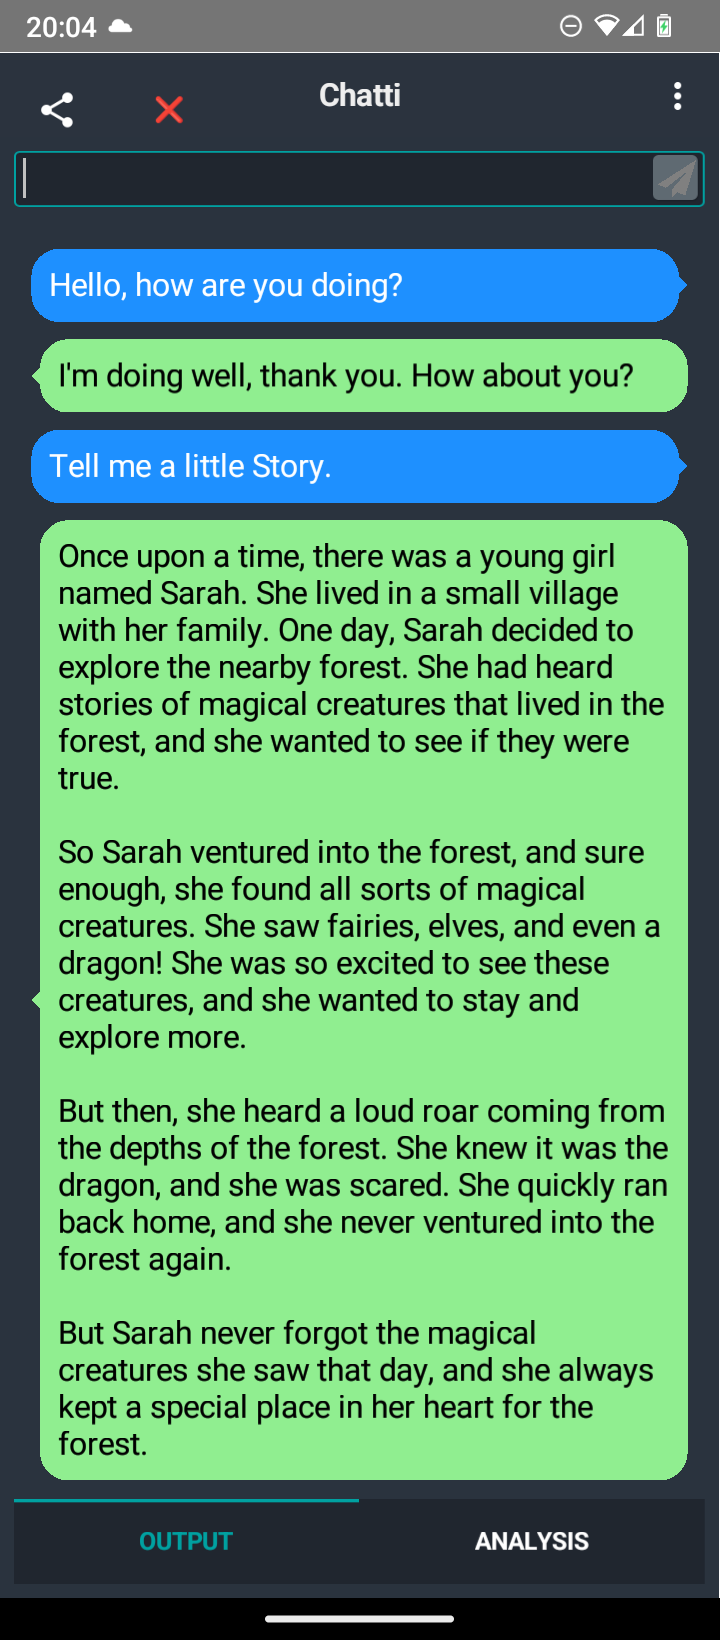 20:04
Chatti
Hello, how are you doing?
I'm doing well, thank you. How about you?
Tell me a little Story.
Once upon a time, there was a young girl
named Sarah. She lived in a small village
with her family. One day, Sarah decided to
explore the nearby forest. She had heard
stories of magical creatures that lived in the
forest, and she wanted to see if they were
true.
So Sarah ventured into the forest, and sure
enough, she found all sorts of magical
creatures. She saw fairies, elves, and even a
dragon! She was so excited to see these
creatures, and she wanted to stay and
explore more.
But then, she heard a loud roar coming from
the depths of the forest. She knew it was the
dragon, and she was scared. She quickly ran
back home, and she never ventured into the
forest again.
But Sarah never forgot the magical
creatures she saw that day, and she always
kept a special place in her heart for the
forest.
OUTPUT
ANALYSIS